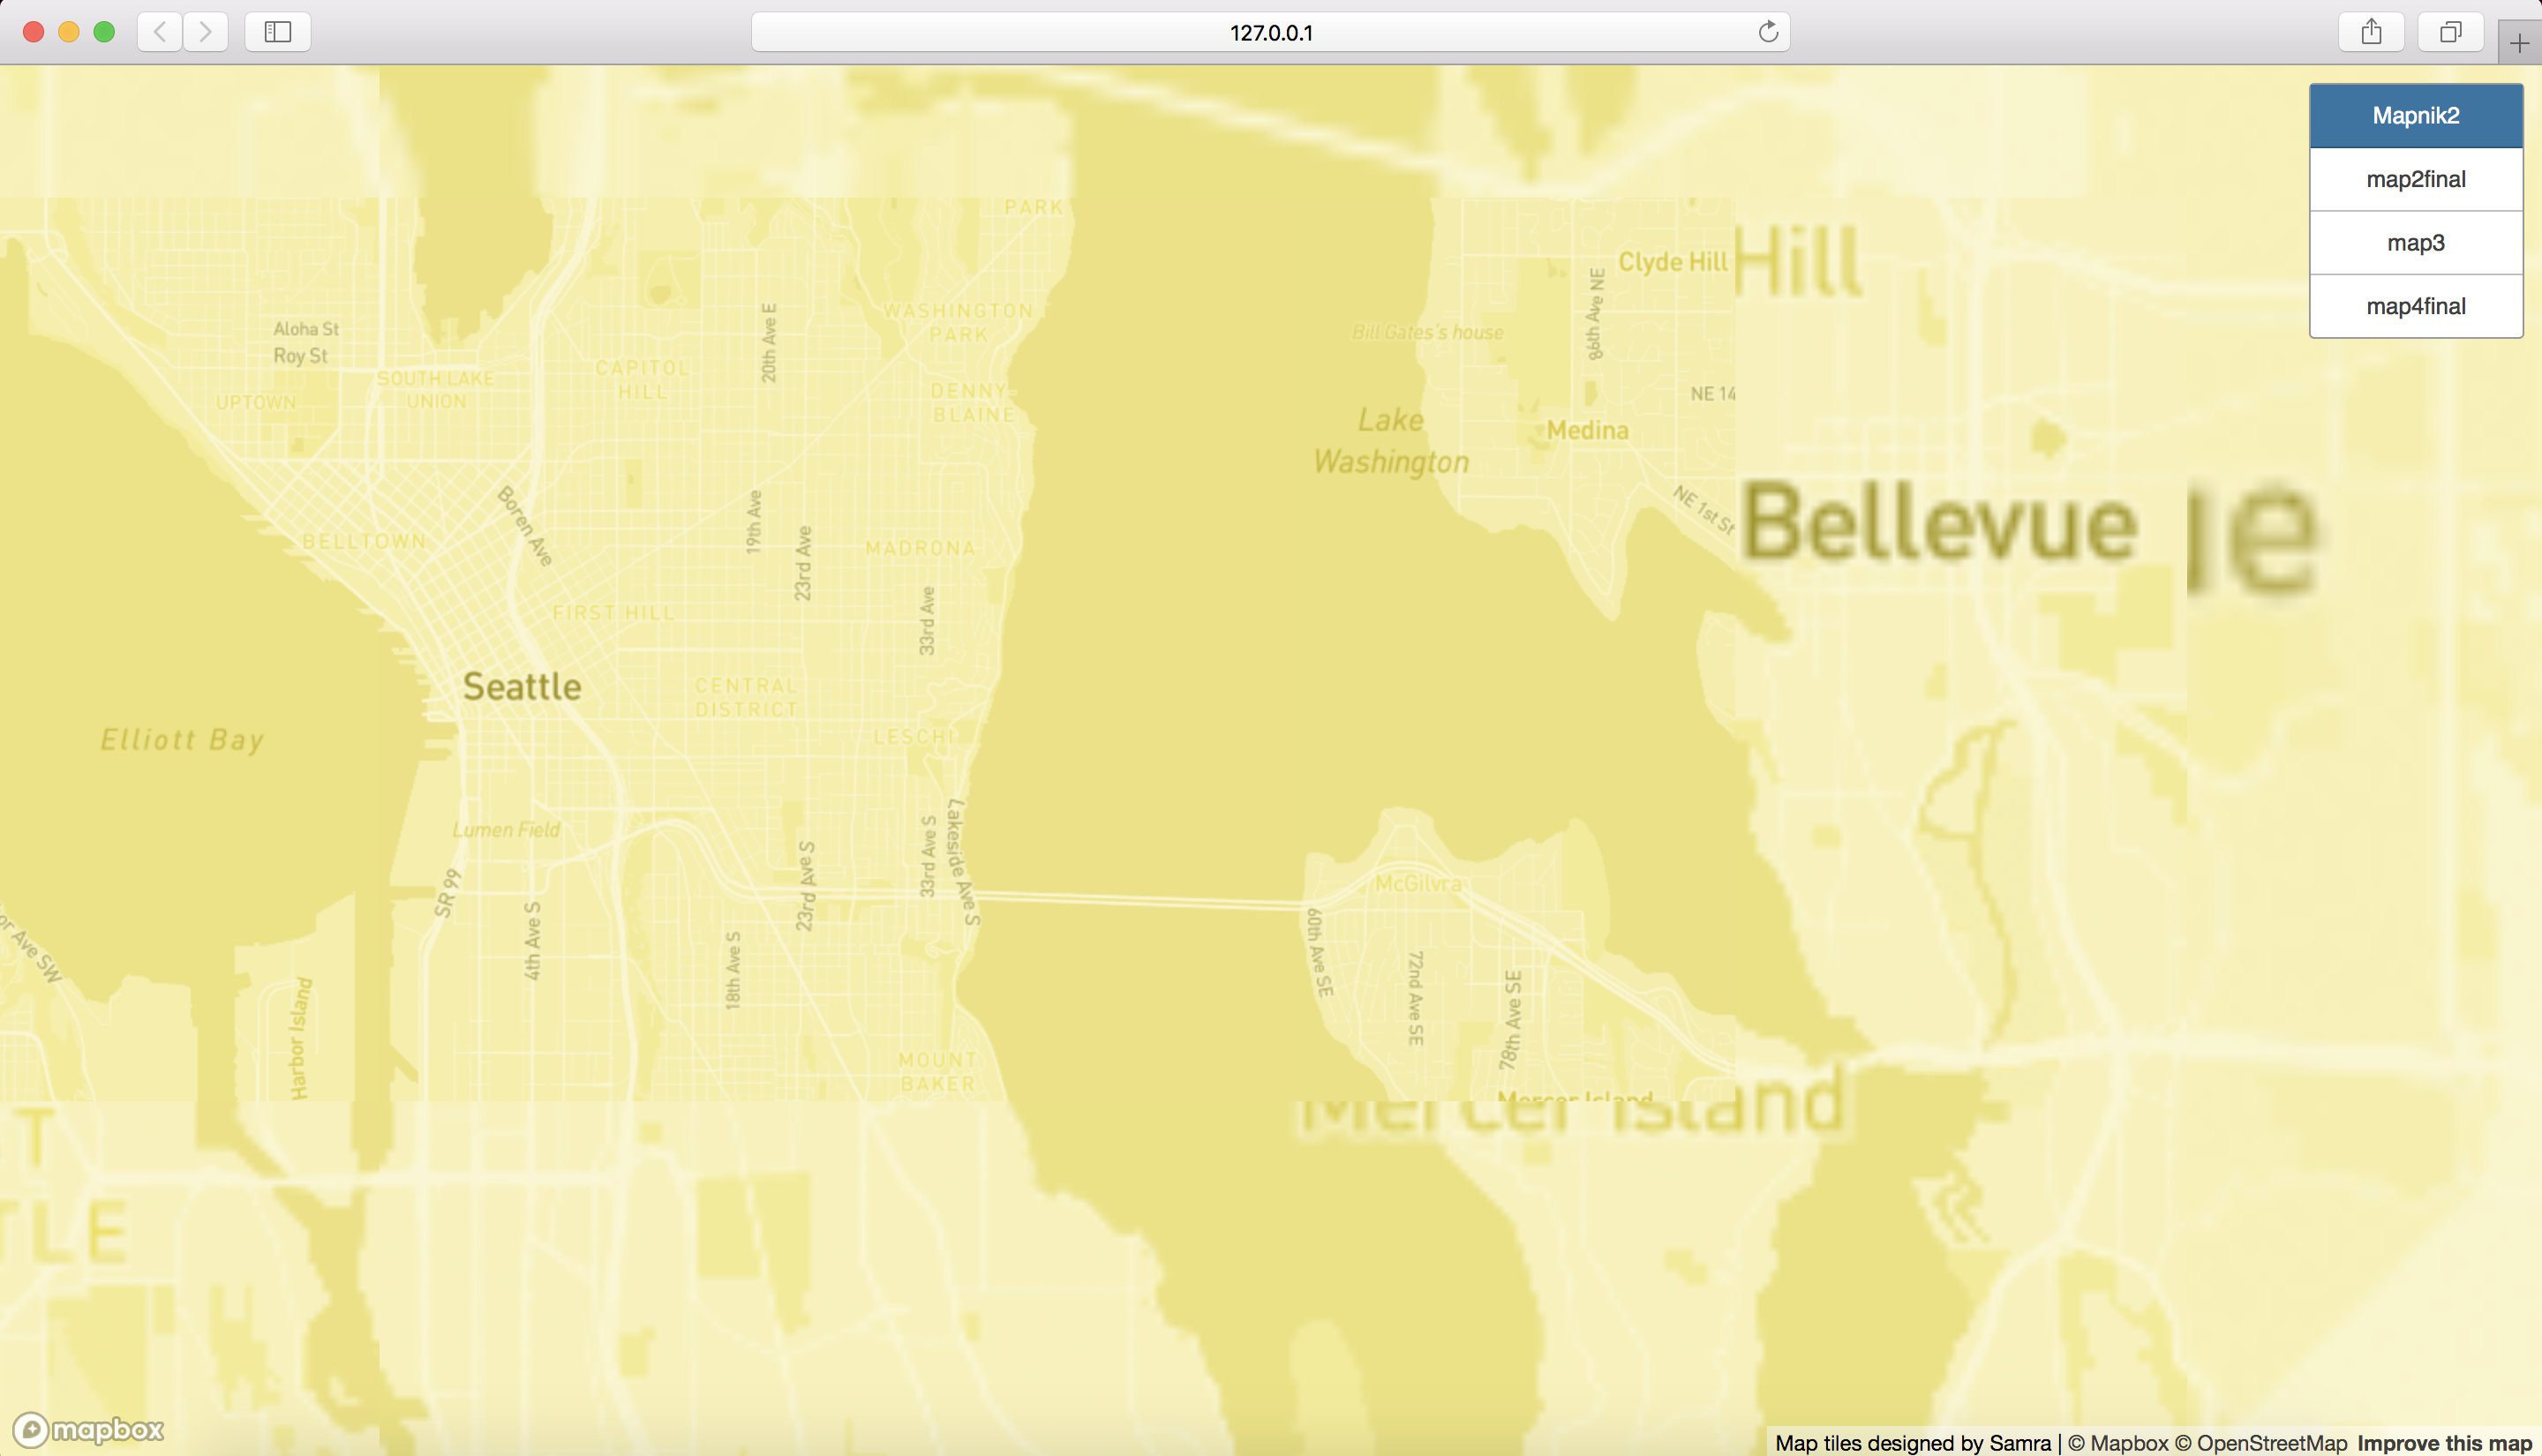 127.0.0.1
Mapnik2
map2final
map3
map4final
PARK
Clyde Hill
Hill
86th Ave NE
WASHINGTON
PARK
Bill Gates's house
Aloha St
Roy St
20th Ave E
CAPITOL
HILL
SOUTH LAKE
UNION
UPTOWN
DENNY-
BLAINE
NE 14
Lake
Washington
Medina
NE 1st St
Bellevue
Boren Ave
19th Ave
23rd Ave
BELLTOWN
MADRONA
33rd Ave
FIRST HILL
Seattle
CENTRAL
DISTRICT
LESCHI
Elliott Bay
Lumen Field
Lakeside Ave S
33rd Ave S
23rd Ave S
SR 99
4th Ave S
18th Ave S
McGilvra
60th Ave SE
72nd Ave SE
78th Ave SE
Ave SW
Harbor Island
MOUNT
BAKER
Mercer Island
Mercer Island
T
LE
mapbox
Map tiles designed by Samra | © Mapbox © OpenStreetMap Improve this map